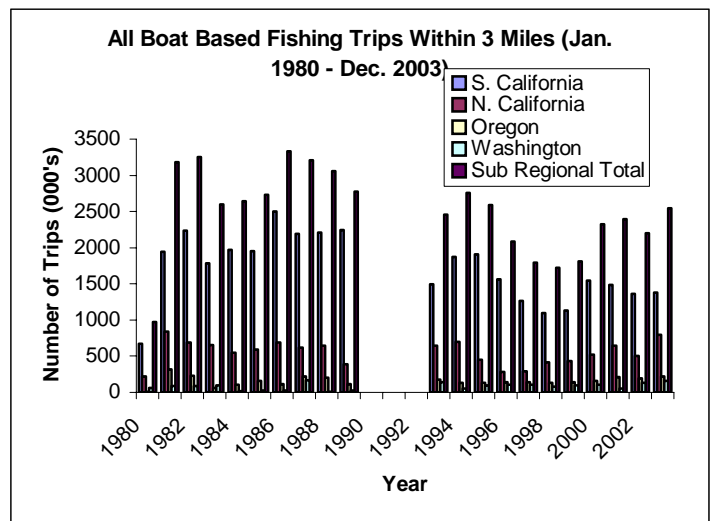 All Boat Based Fishing Trips Within 3 Miles (Jan.
1980 - Dec. 2003)
S. California
N. California
Oregon
Washington
Sub Regional Total
Number of Trips (000's)
3500
3000
2500
2000
1500
1000
500
0
1980
1982
1984
1986
1988
1990
1992
1994
1996
1998
2000
2002
Year